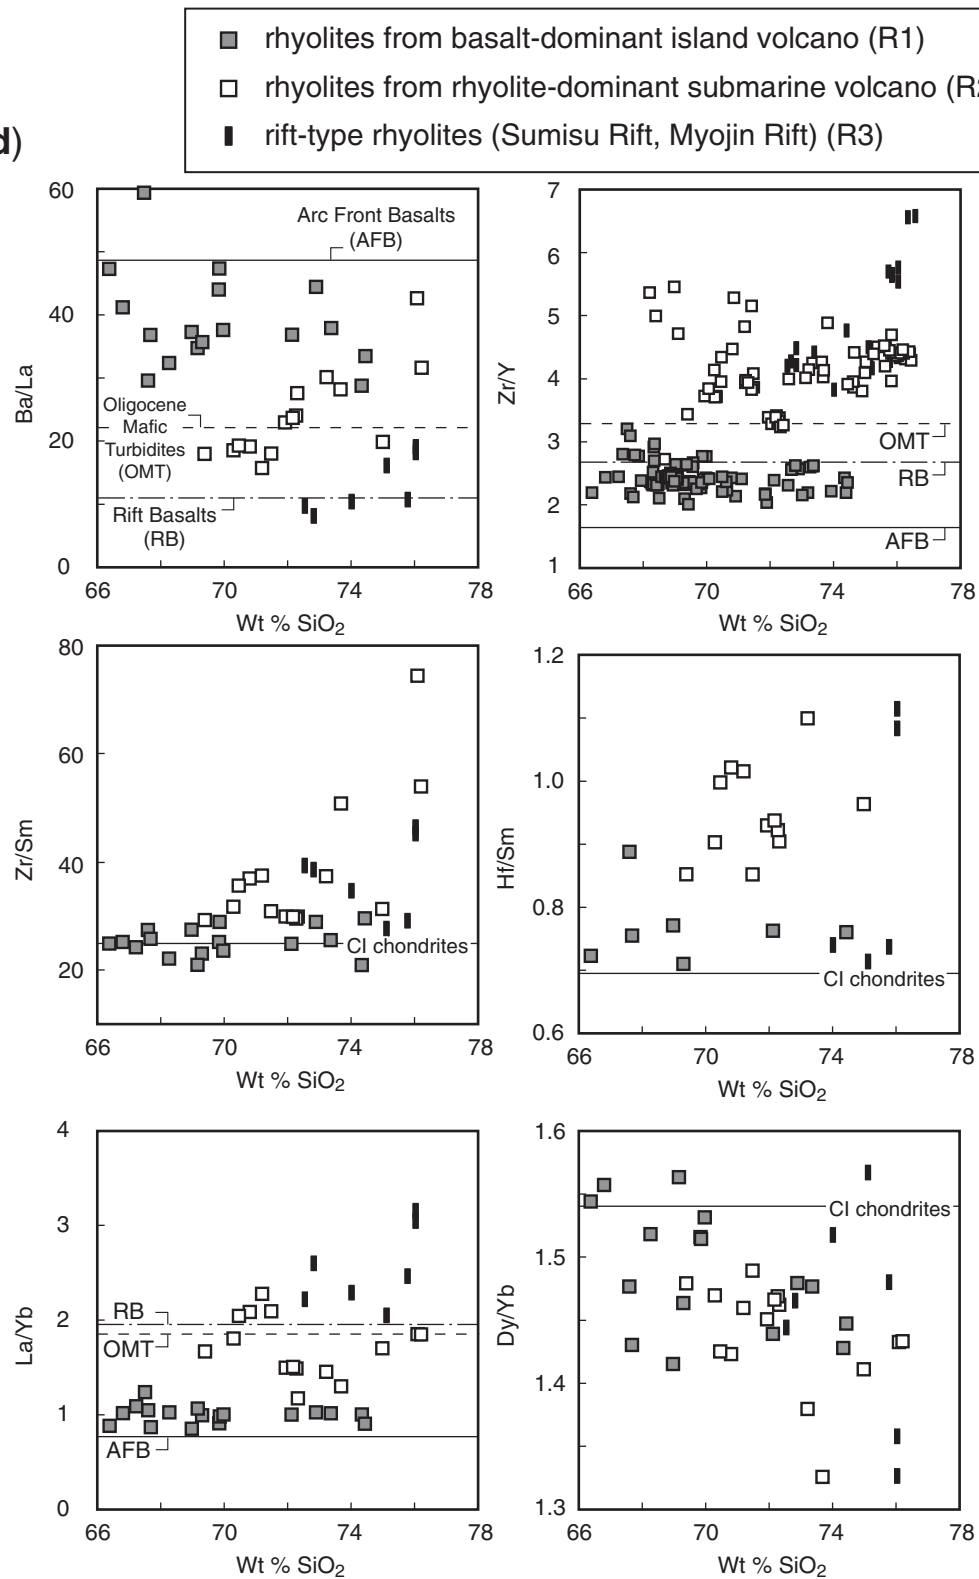 rhyolites from basalt-dominant island volcano (R1)
rhyolites from rhyolite-dominant submarine volcano (R2
rift-type rhyolites (Sumisu Rift, Myojin Rift) (R3)
d)
60
40
20
0
Ba/La
Arc Front Basalts
(AFB)
Oligocene
Mafic
Turbidites
(OMT)
Rift Basalts
(RB)
66 70 74 78
Wt % SiO2
7
6
5
4
3
2
1
Zr/Y
OMT
RB
AFB
66 70 74 78
Wt % SiO2
80
60
40
20
Zr/Sm
CI chondrites
66 70 74 78
Wt % SiO2
1.2
1.0
0.8
0.6
Hf/Sm
CI chondrites
66 70 74 78
Wt % SiO2
4
3
2
1
0
La/Yb
RB
OMT
AFB
66 70 74 78
Wt % SiO2
1.6
1.5
1.4
1.3
Dy/Yb
CI chondrites
66 70 74 78
Wt % SiO2